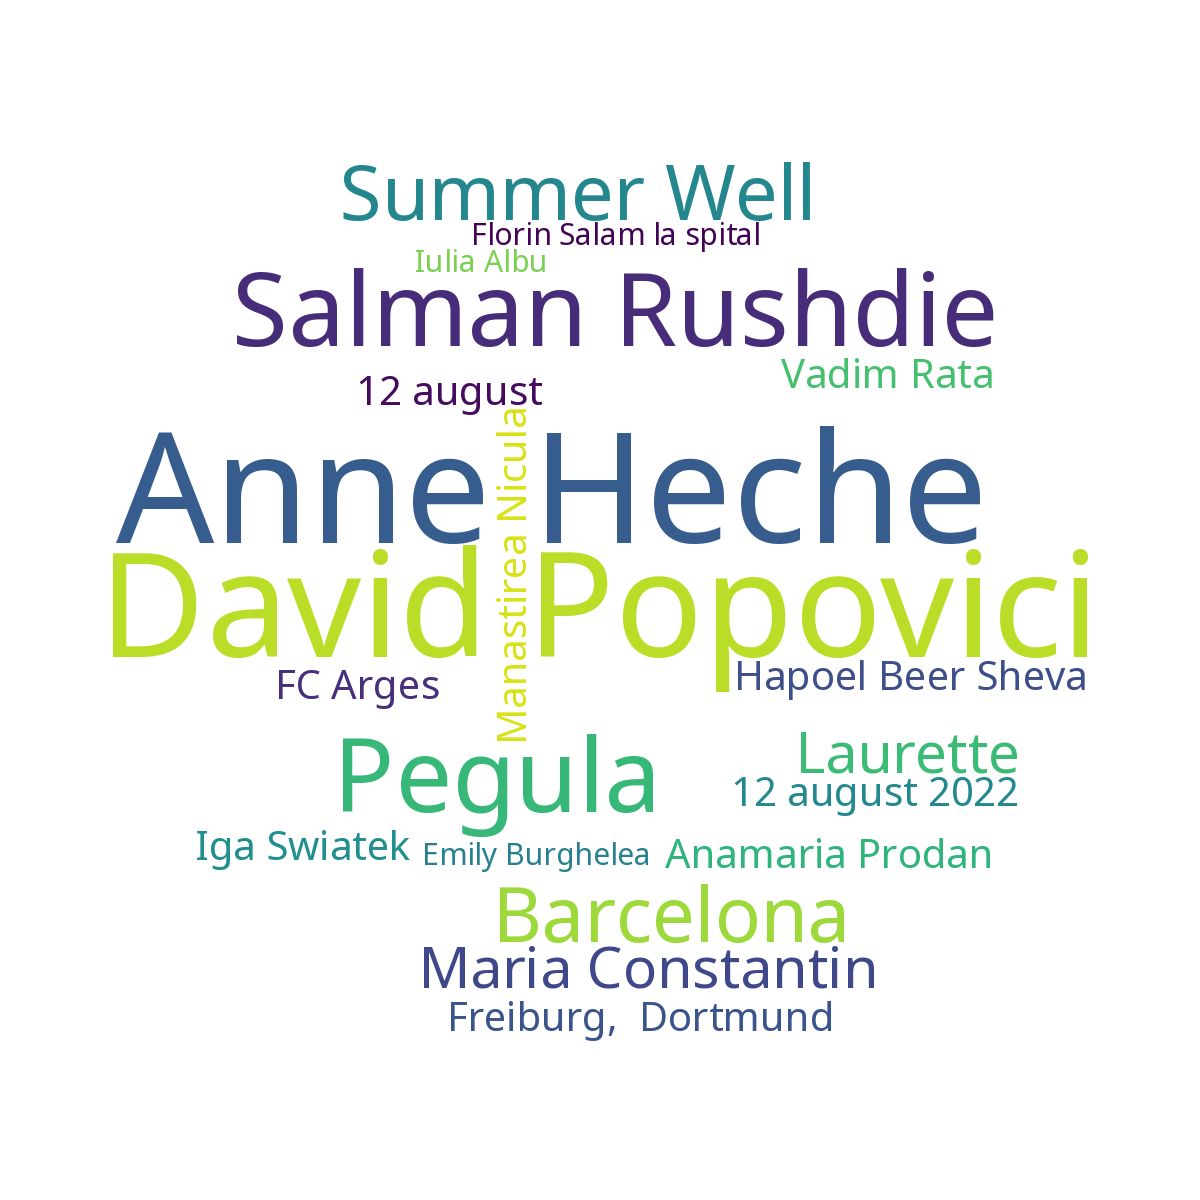 Summer Well
Florin Salam la spital
Iulia Albu
Salman Rushdie
Vadim Rata
12 august
Anne Heche
Manastirea Nicula
David Popovici
FC Arges
Hapoel Beer Sheva
Pegula
Laurette
12 august 2022
Iga Swiatek
Emily Burghelea
Anamaria Prodan
Barcelona
Maria Constantin
Freiburg, Dortmund